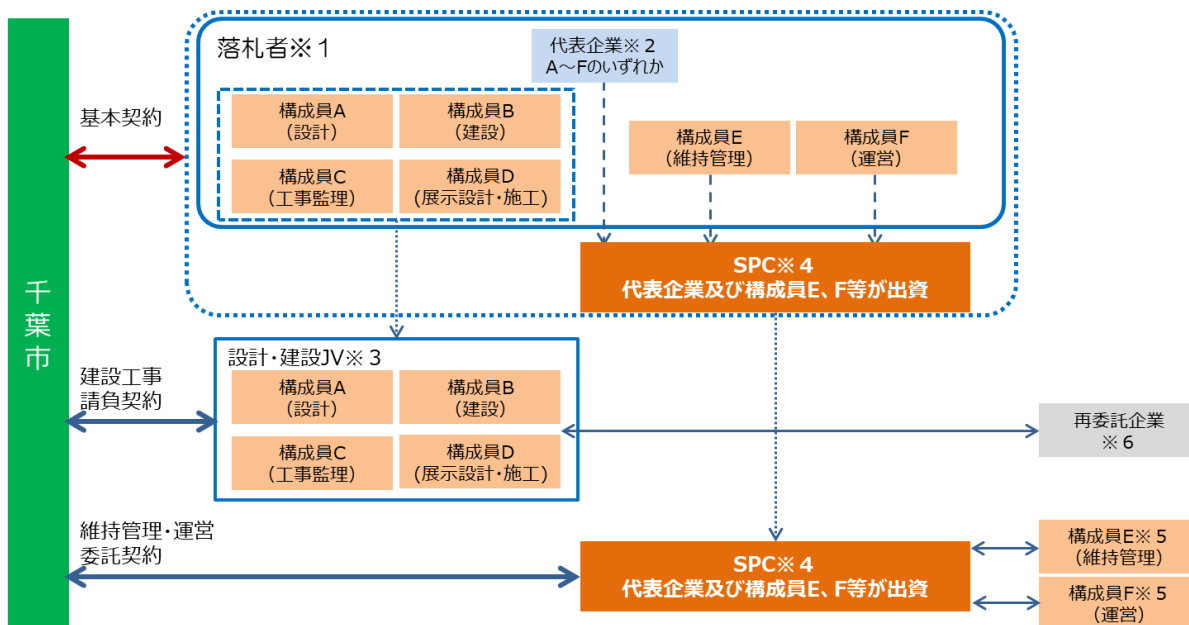 千葉市
基本契約
落札者※１
代表企業※２
A～Fのいずれか
構成員A
(設計)
構成員B
(建設)
構成員C
(工事監理)
構成員D
(展示設計・施工)
構成員E
(維持管理)
構成員F
(運営)
SPC※４
代表企業及び構成員E、F等が出資
建設工事
請負契約
設計・建設JV※３
構成員A
(設計)
構成員B
(建設)
構成員C
(工事監理)
構成員D
(展示設計・施工)
再委託企業
※６
維持管理・運営
委託契約
SPC※４
代表企業及び構成員E、F等が出資
構成員E※５
(維持管理)
構成員F※５
(運営)